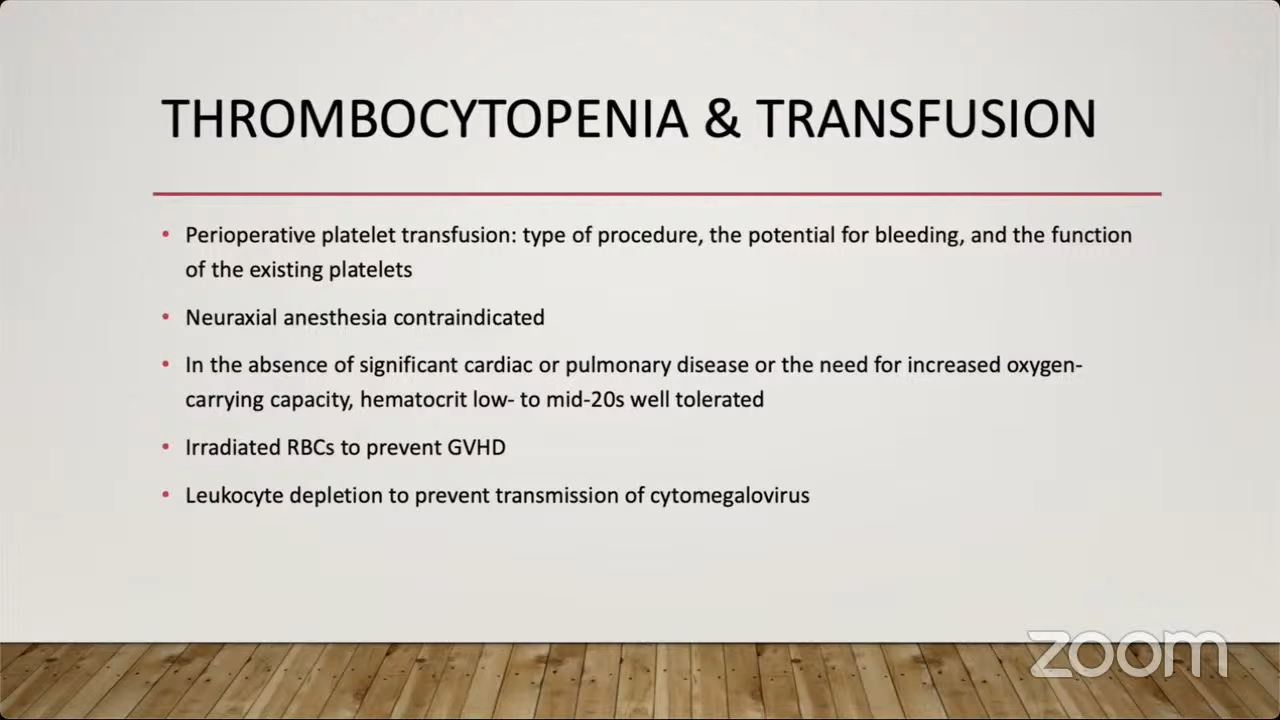 THROMBOCYTOPENIA & TRANSFUSION
• Perioperative platelet transfusion: type of procedure, the potential for bleeding, and the function
of the existing platelets
• Neuraxial anesthesia contraindicated
• In the absence of significant cardiac or pulmonary disease or the need for increased oxygen-
carrying capacity, hematocrit low- to mid-20s well tolerated
• Irradiated RBCs to prevent GVHD
• Leukocyte depletion to prevent transmission of cytomegalovirus
zoom